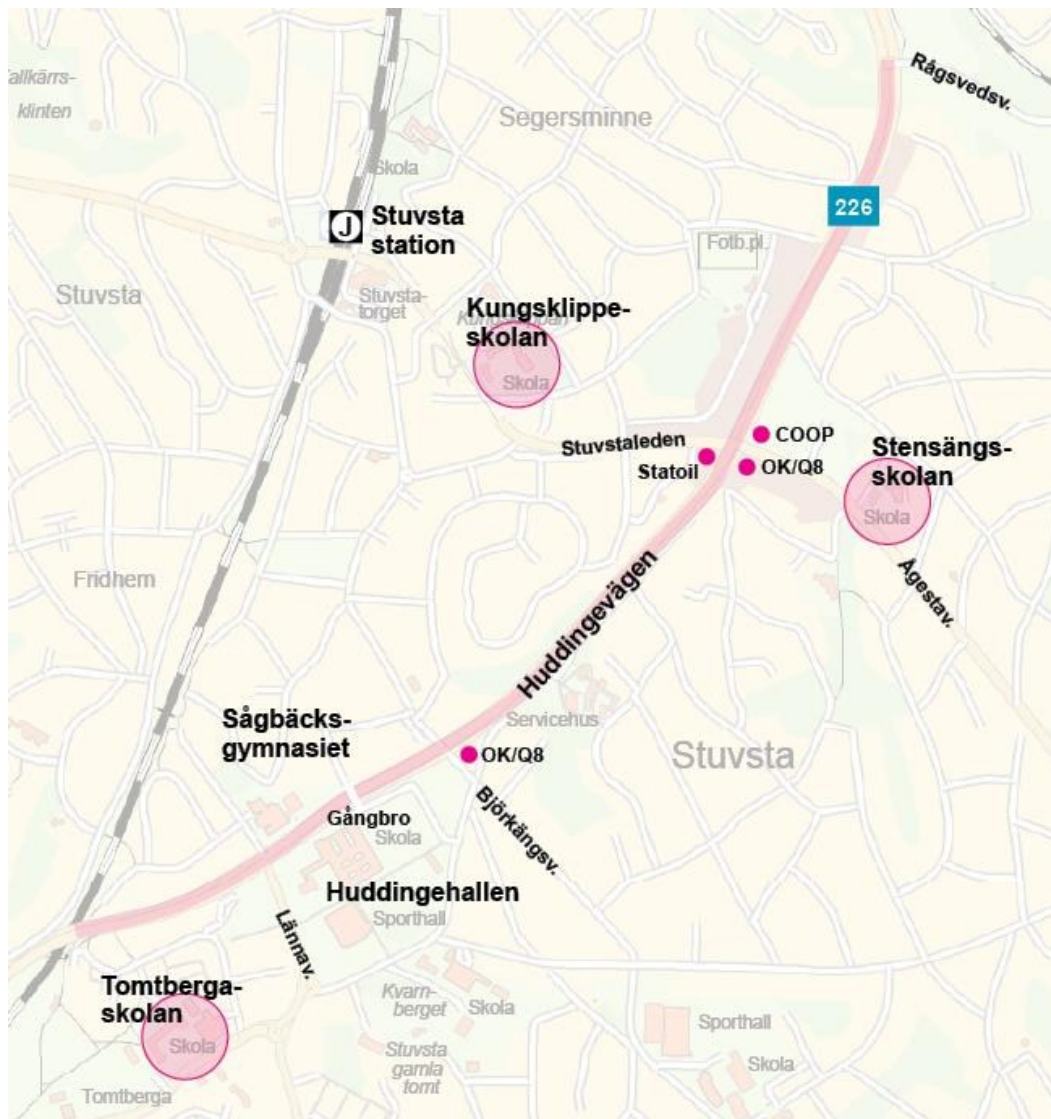 Rågsvedsv.
klinten
Segersminne
Skola
226
J
Stuvsta
station
Fotb.pl.
Stuvsta
Stuvsta-
torget
Kungsklippe-
skolan
Skola
COOP
Stuvstaleden
Statoil
OK/Q8
Stensängs-
skolan
Skola
Ågestav.
Fridhem
Huddingevägen
Sågbäcks-
gymnasiet
Servicehus
OK/Q8
Stuvsta
Björkängsv.
Gångbro
Skola
Huddingehallen
Sporthall
Lännav.
Tomtberga-
skolan
Skola
Tomtberga
Kvarn-
berget
Skola
Stuvsta
gamla
tomt
Sporthall
Skola